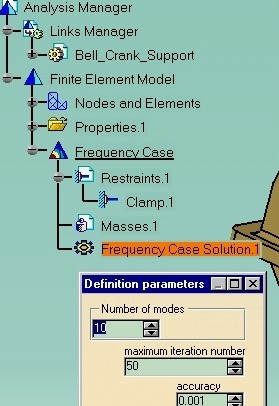 Analysis Manager
Links Manager
Bell_Crank_Support
Finite Element Model
Nodes and Elements
Properties.1
Frequency Case
Restraints.1
Clamp.1
Masses.1
Frequency Case Solution.1
Definition parameters
Number of modes
10
maximum iteration number
50
accuracy
0.001